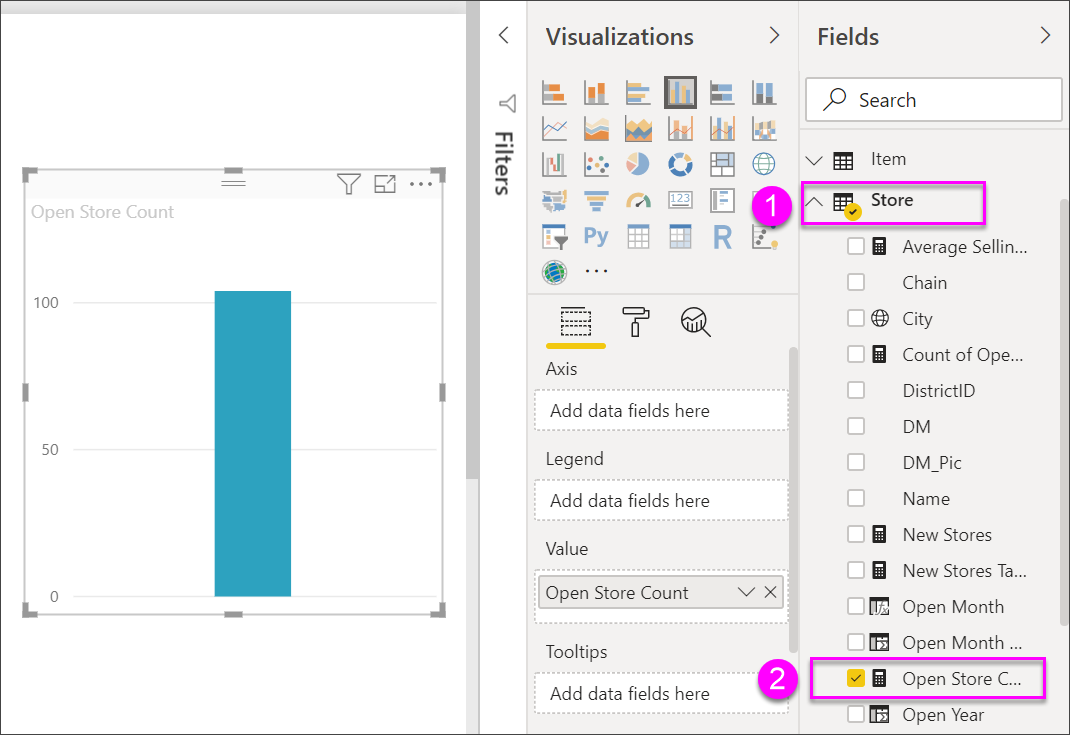 Open Store Count
100
50
0
Filters
Visualizations
123
Py
R
Axis
Add data fields here
Legend
Add data fields here
Value
Open Store Count
Tooltips
Add data fields here
Fields
Search
Item
1
Store
Average Sellin...
Chain
City
Count of Ope...
DistrictID
DM
DM_Pic
Name
New Stores
New Stores Ta...
Open Month
Open Month ...
2
Open Store C...
Open Year